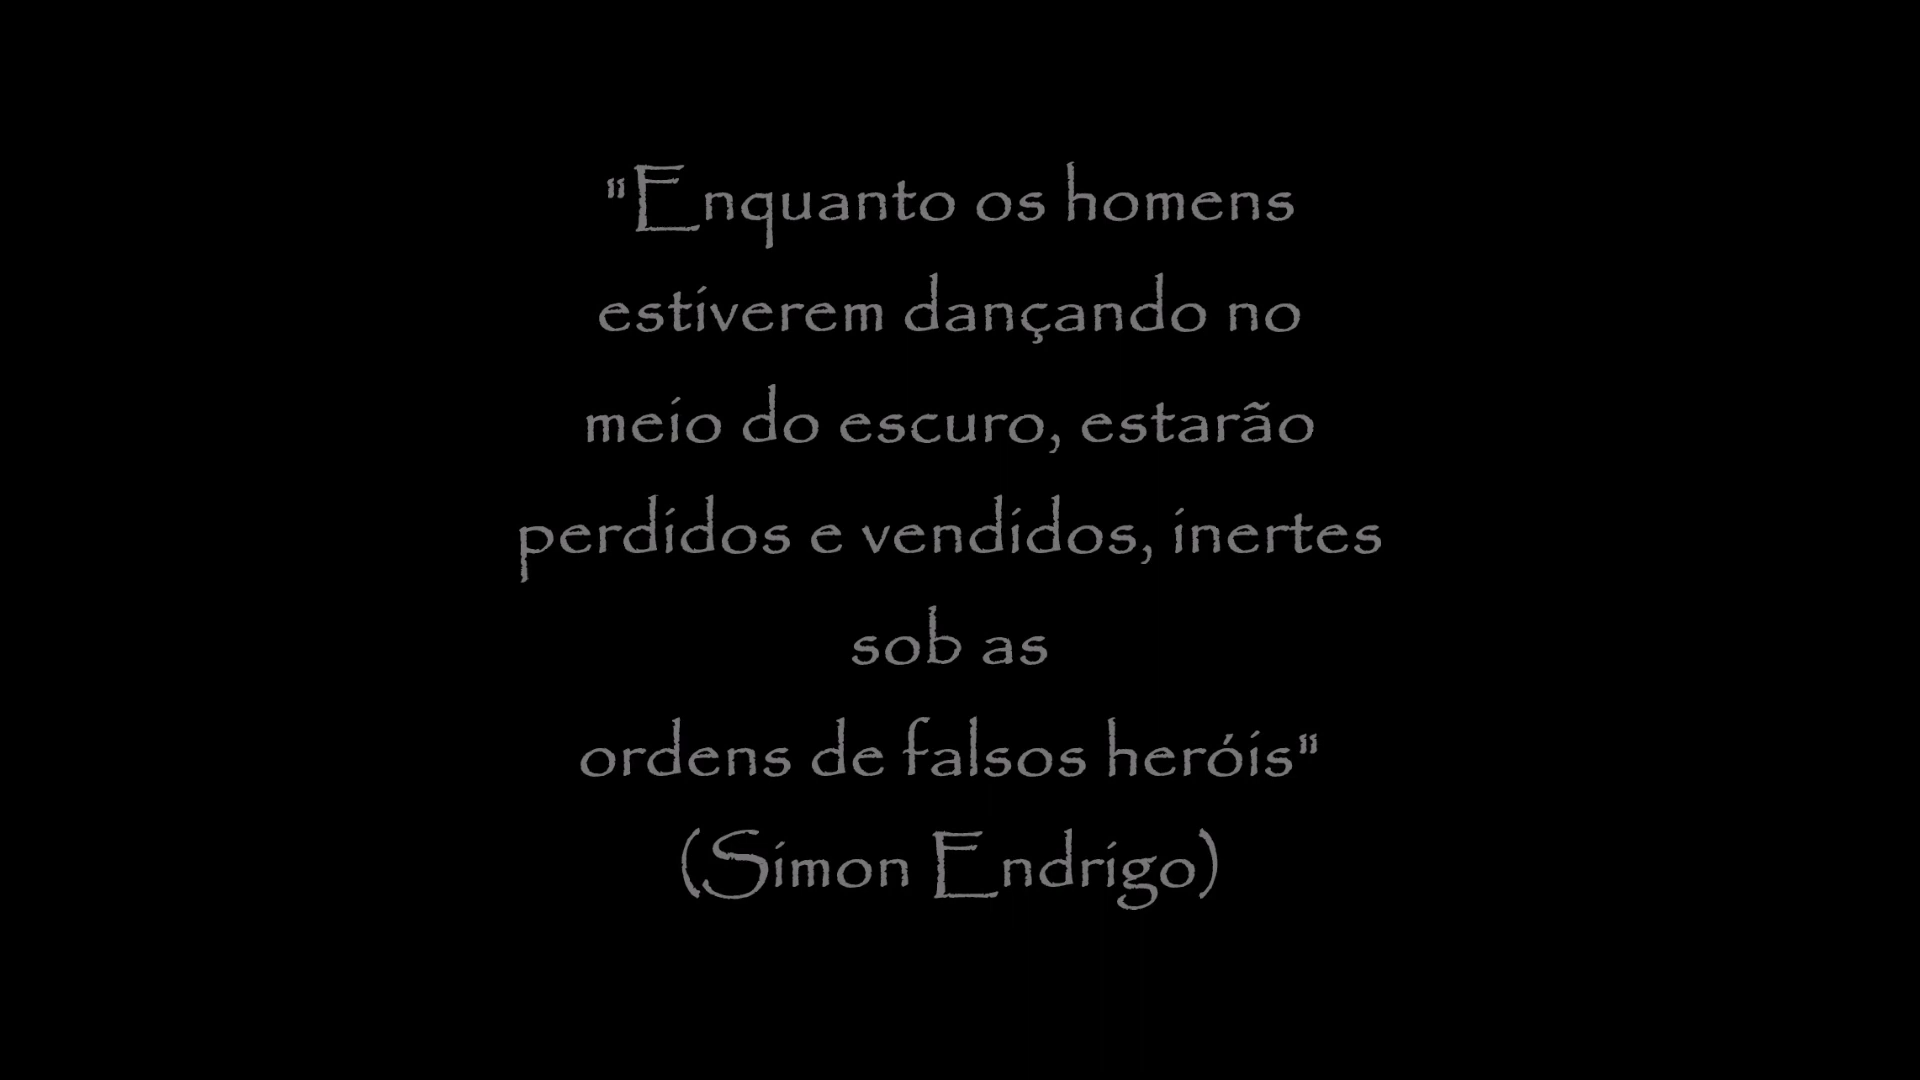 "Enquanto os homens
estiverem dançando no
meio do escuro, estarão
perdidos e vendidos, inertes
sob as
ordens de falsos heróis"
(Simon Endrigo)